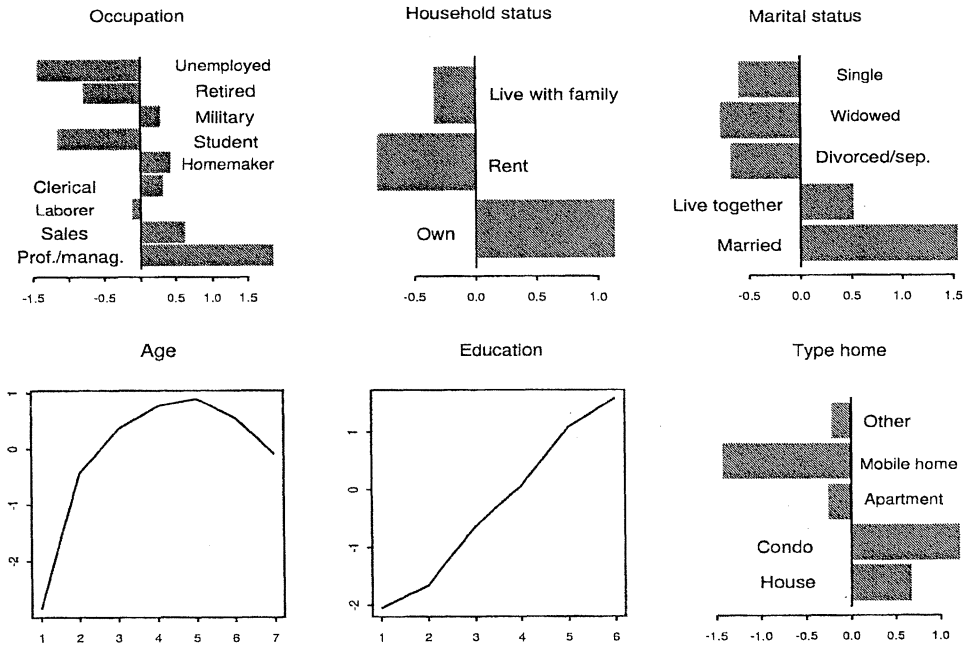 Occupation
Household status
Marital status
Unemployed
Retired
Military
Student
Homemaker
Clerical
Laborer
Sales
Prof./manag.
-1.5 -0.5 0.5 1.0 1.5
Live with family
Rent
Own
-0.5 0.0 0.5 1.0
Single
Widowed
Divorced/sep.
Live together
Married
-0.5 0.0 0.5 1.0 1.5
Age
Education
Type home
1
0
-1
-2
1 2 3 4 5 6 7
1
0
-1
-2
1 2 3 4 5 6
Other
Mobile home
Apartment
Condo
House
-1.5 -1.0 -0.5 0.0 0.5 1.0